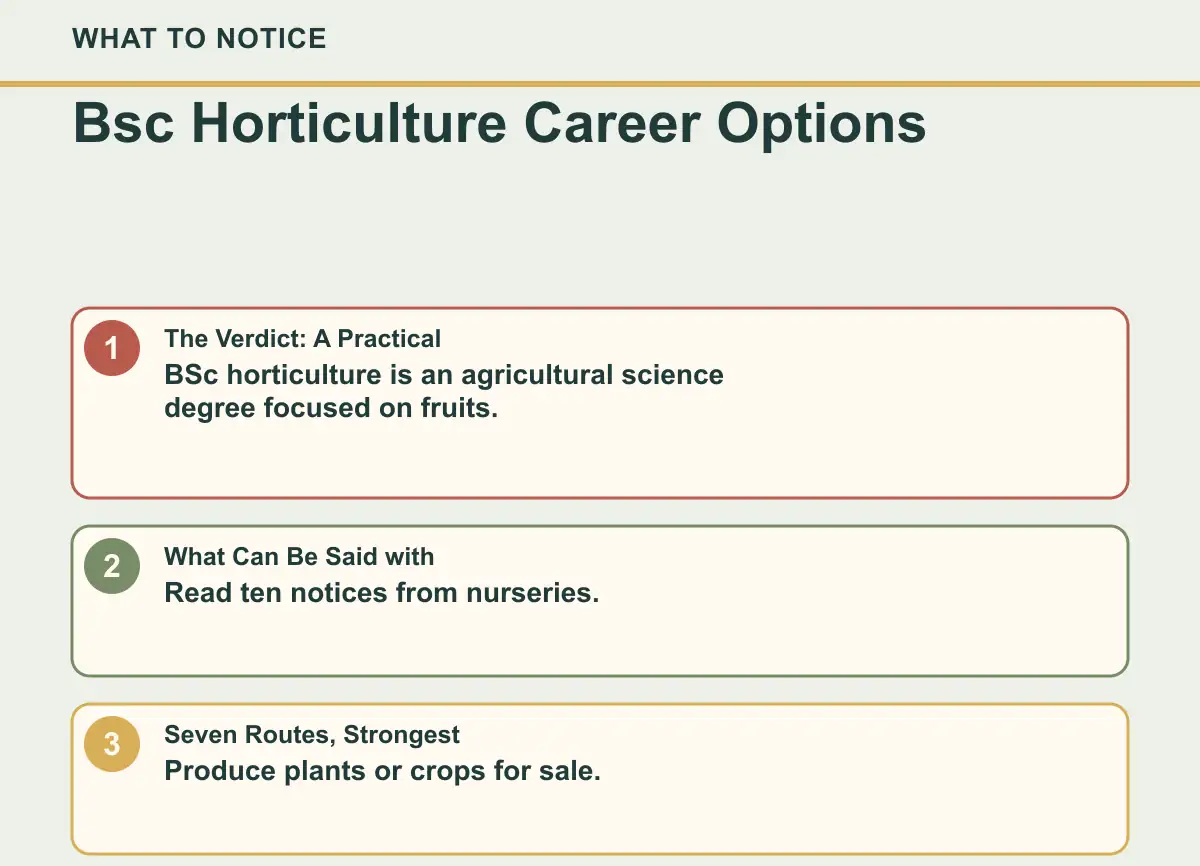 WHAT TO NOTICE
Bsc Horticulture Career Options
1
The Verdict: A Practical
BSc horticulture is an agricultural science
degree focused on fruits.
2
What Can Be Said with
Read ten notices from nurseries.
3
Seven Routes, Strongest
Produce plants or crops for sale.